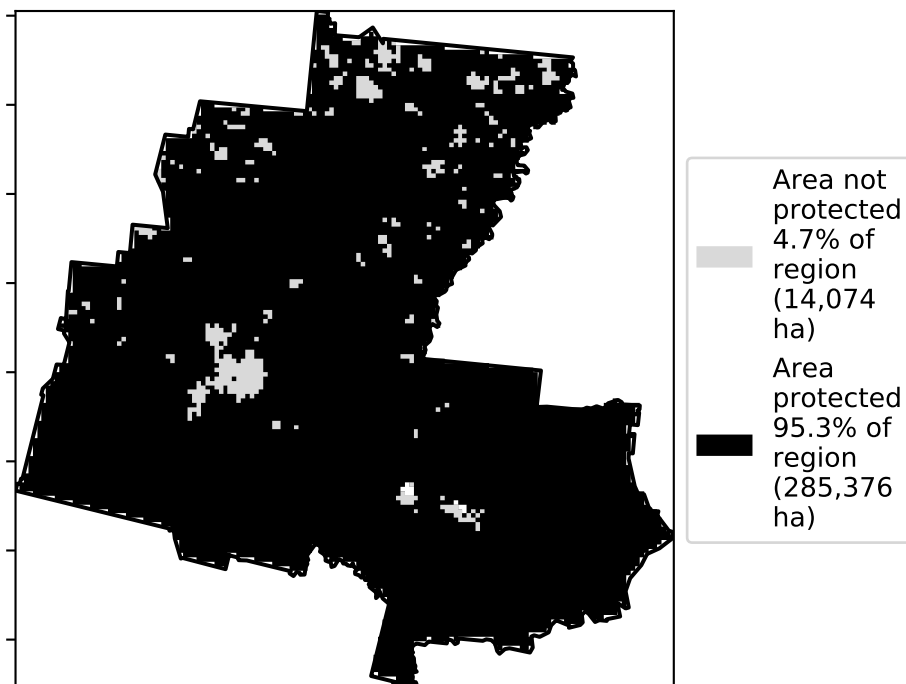 Area not
protected
4.7% of
region
(14,074
ha)
Area
protected
95.3% of
region
(285,376
ha)